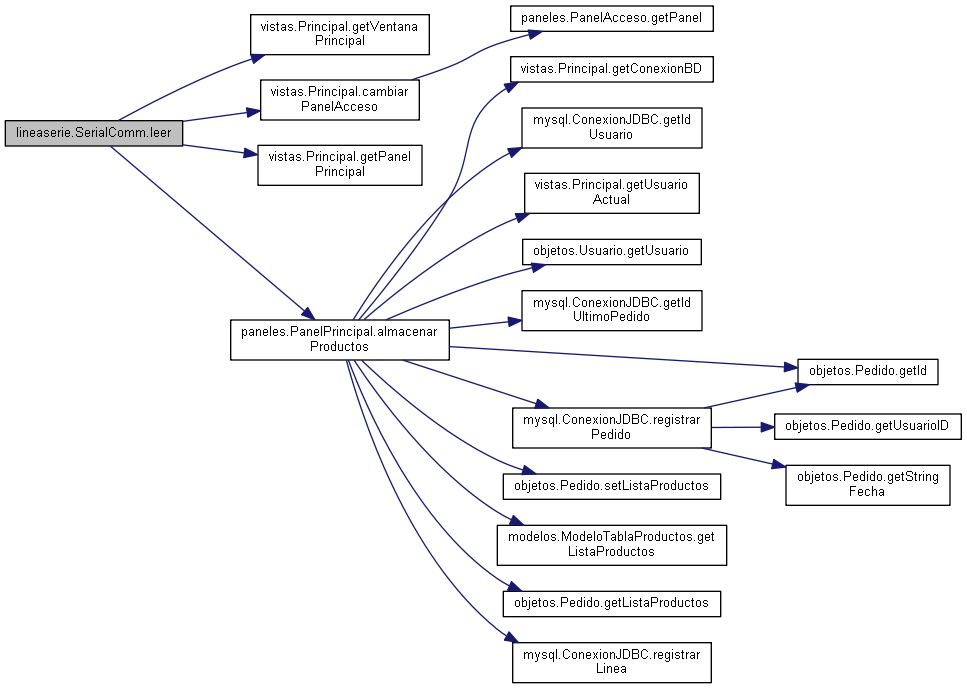 lineaserie.SerialComm.leer
vistas.Principal.getVentana
Principal
vistas.Principal.cambiar
PanelAcceso
vistas.Principal.getPanel
Principal
paneles.PanelPrincipal.almacenar
Productos
paneles.PanelAcceso.getPanel
vistas.Principal.getConexionBD
mysql.ConexionJDBC.getId
Usuario
vistas.Principal.getUsuario
Actual
objetos.Usuario.getUsuario
mysql.ConexionJDBC.getId
UltimoPedido
mysql.ConexionJDBC.registrar
Pedido
objetos.Pedido.setListaProductos
modelos.ModeloTablaProductos.get
ListaProductos
objetos.Pedido.getListaProductos
mysql.ConexionJDBC.registrar
Linea
objetos.Pedido.getId
objetos.Pedido.getUsuarioID
objetos.Pedido.getString
Fecha